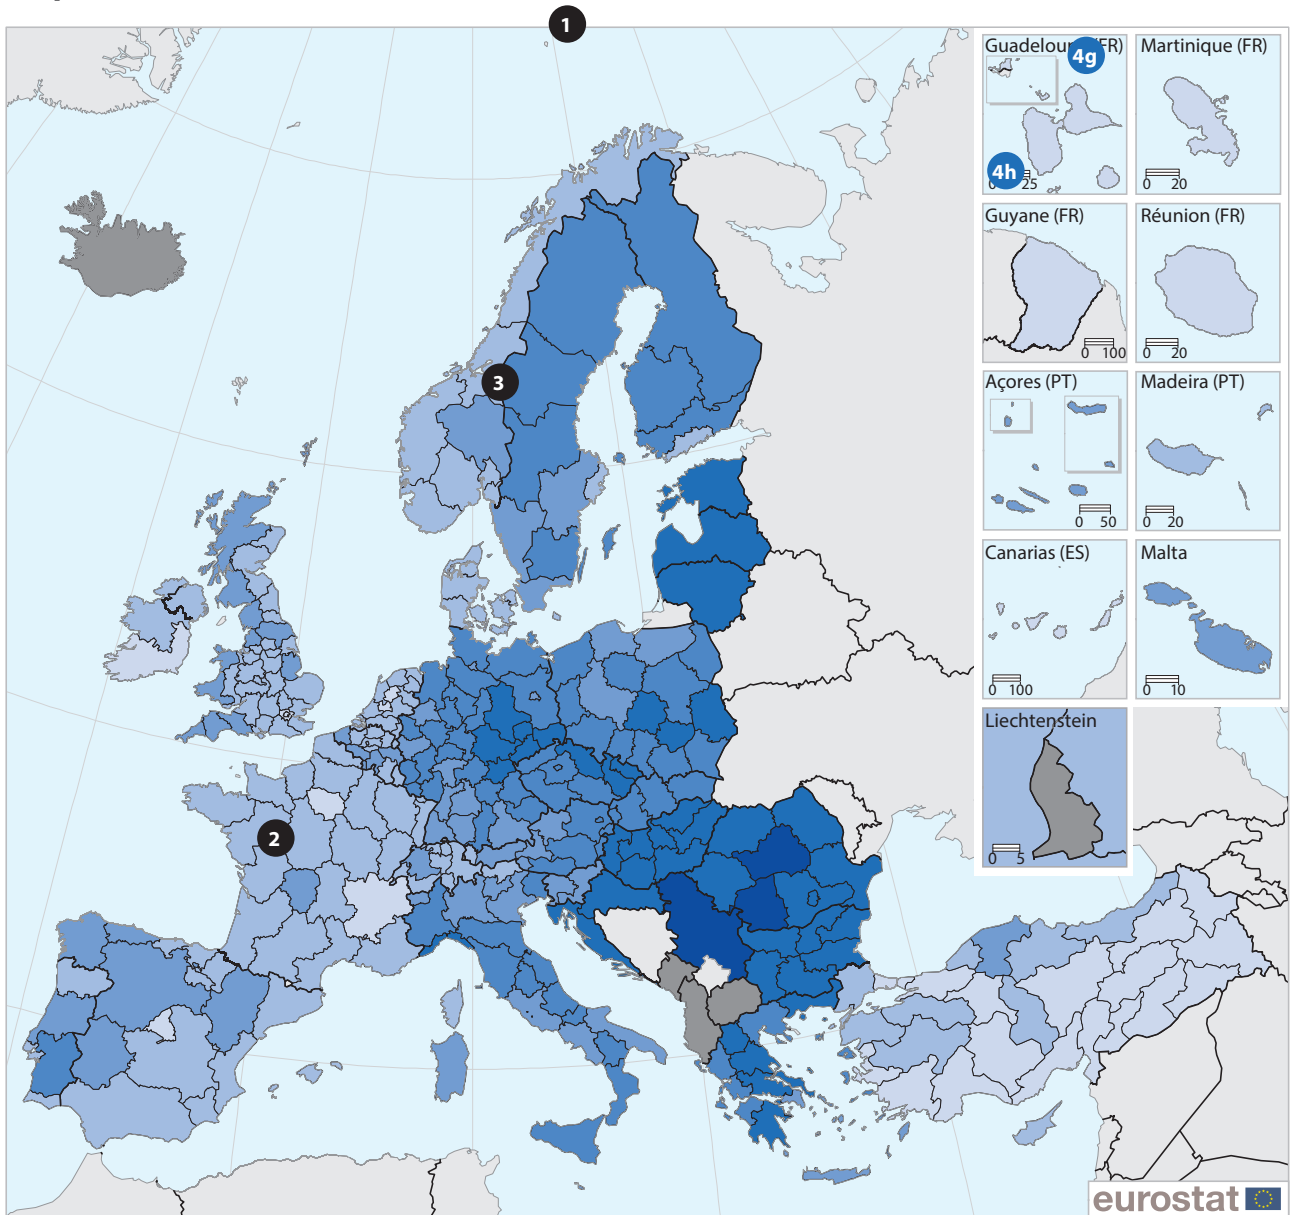 1
Guadeloupe (FR)
4g
4h
25
Martinique (FR)
0 20
Guyane (FR)
0 100
Réunion (FR)
0 20
3
Açores (PT)
0 50
Madeira (PT)
0 20
Canarias (ES)
0 100
Malta
0 10
Liechtenstein
0 5
2
eurostat